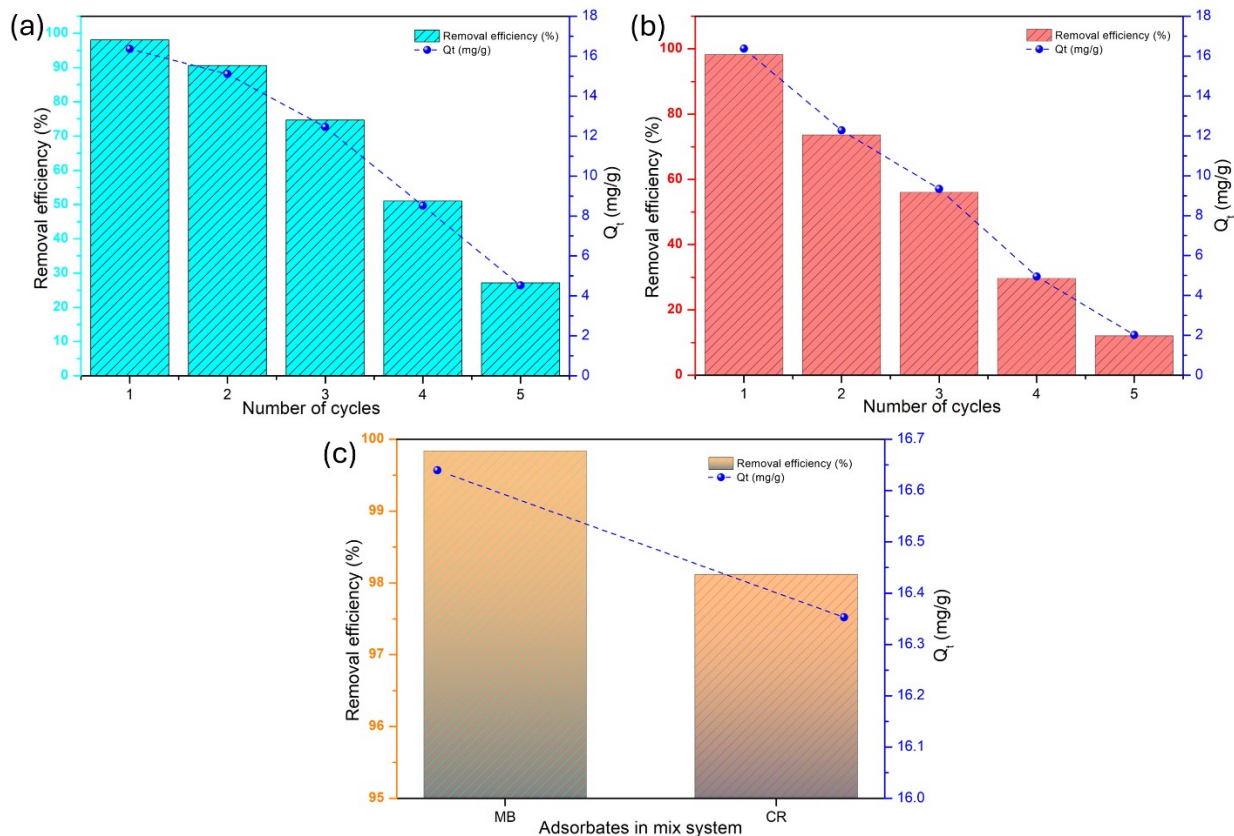 (a)
Removal efficiency (%)
Qt (mg/g)
100
90
80
70
60
50
40
30
20
10
0
Removal efficiency (%)
18
16
14
12
10
8
6
4
2
0
Qt (mg/g)
1 2 3 4 5
Number of cycles
(b)
Removal efficiency (%)
Qt (mg/g)
100
80
60
40
20
0
Removal efficiency (%)
18
16
14
12
10
8
6
4
2
0
Qt (mg/g)
1 2 3 4 5
Number of cycles
(c)
Removal efficiency (%)
Qt (mg/g)
100
99
98
97
96
95
Removal efficiency (%)
16.7
16.6
16.5
16.4
16.3
16.2
16.1
16.0
Qt (mg/g)
MB CR
Adsorbates in mix system